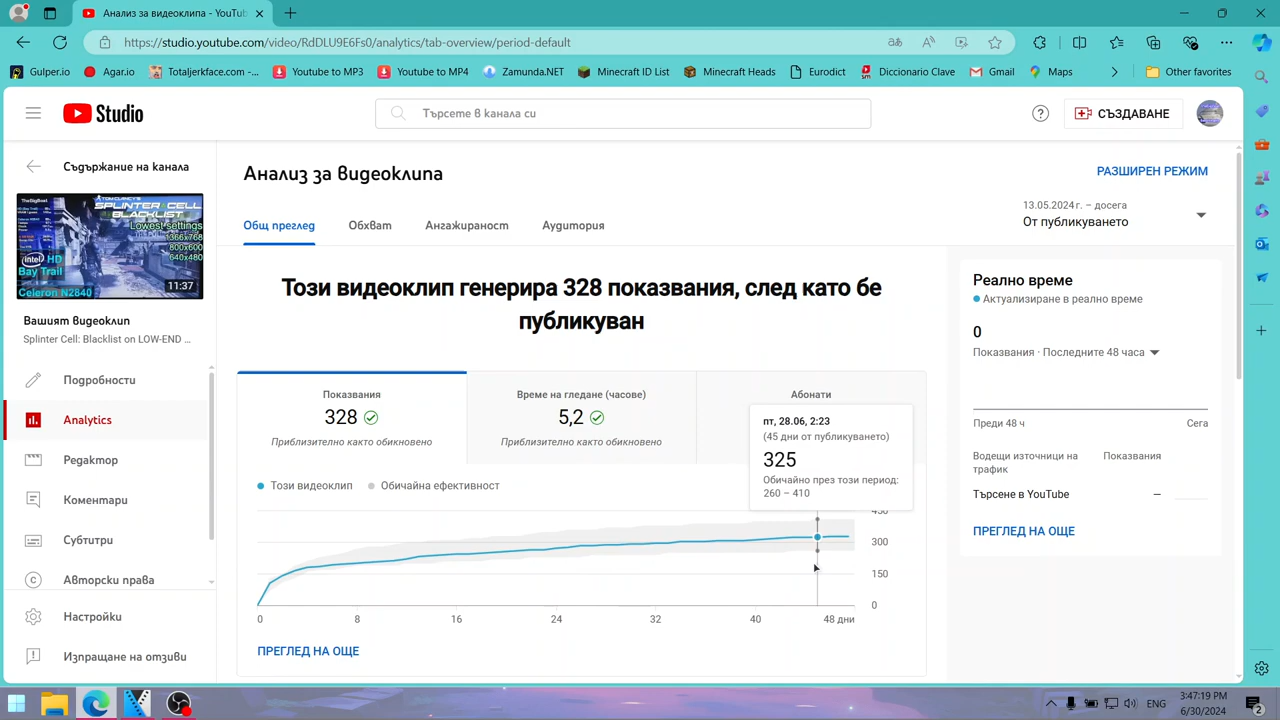 Анализ за видеоклипа - YouTub
https://studio.youtube.com/video/RdDLU9E6Fs0/analytics/tab-overview/period-default
Gulper.io
Agar.io
Totaljerkface.com -...
Youtube to MP3
Youtube to MP4
Zamunda.NET
Minecraft ID List
Minecraft Heads
Eurodict
Diccionario Clave
Gmail
Maps
Other favorites
Studio
Търсете в канала си
СЪЗДАВАНЕ
Съдържание на канала
TheBigBoat
TOM CLANCY'S
SPLINTER CELL
BLACKLIST
Lowest settings
1366x768
800x600
640x480
intel HD
Bay Trail
Celeron N2840
11:37
Вашият видеоклип
Splinter Cell: Blacklist on LOW-END ...
Подробности
Analytics
Редактор
Коментари
Субтитри
Авторски права
Настройки
Изпращане на отзиви
Анализ за видеоклипа
РАЗШИРЕН РЕЖИМ
13.05.2024 г. – досега
От публикуването
Общ преглед
Обхват
Ангажираност
Аудитория
Този видеоклип генерира 328 показвания, след като бе
публикуван
Показвания
328
Приблизително както обикновено
Време на гледане (часове)
5,2
Приблизително както обикновено
Абонати
пт, 28.06, 2:23
(45 дни от публикуването)
325
Обичайно през този период:
260 – 410
Този видеоклип
Обичайна ефективност
450
300
150
0
0
8
16
24
32
40
48 дни
ПРЕГЛЕД НА ОЩЕ
Реално време
Актуализиране в реално време
0
Показвания · Последните 48 часа
Преди 48 ч
Сега
Водещи източници на
трафик
Показвания
Търсене в YouTube
—
ПРЕГЛЕД НА ОЩЕ
ENG
3:47:19 PM
6/30/2024
2